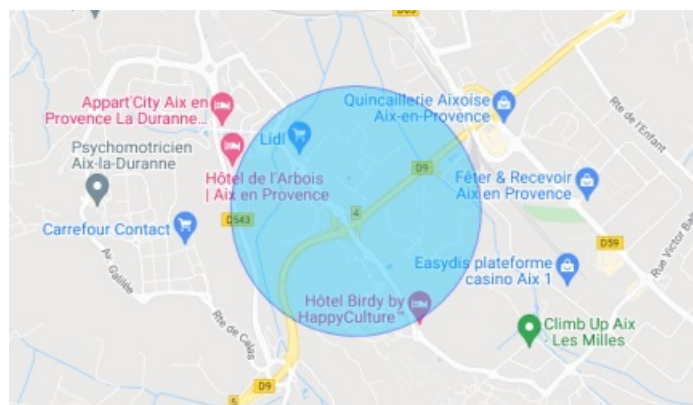 D65
Appart'City Aix en
Provence La Duranne...
Quincaillerie Aixoise
Aix-en-Provence
Rte de l'Enfant
Lidl
Psychomotricien
Aix-la-Duranne
Hôtel de l'Arbois
| Aix en Provence
D9
Fêter & Recevoir
Aix en Provence
Carrefour Contact
D543
4
D59
Rue Victor Ba
Av. Galilée
Easydis plateforme
casino Aix 1
Hôtel Birdy by
HappyCulture™
Rte de Calas
Climb Up Aix
- Les Milles
D9
5